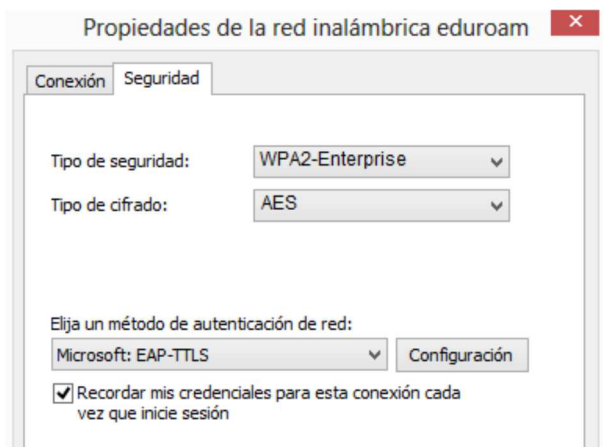 Propiedades de la red inalámbrica eduroam
Conexión Seguridad
Tipo de seguridad: WPA2-Enterprise
Tipo de cifrado: AES
Elija un método de autenticación de red:
Microsoft: EAP-TTLS Configuración
Recordar mis credenciales para esta conexión cada
vez que inicie sesión